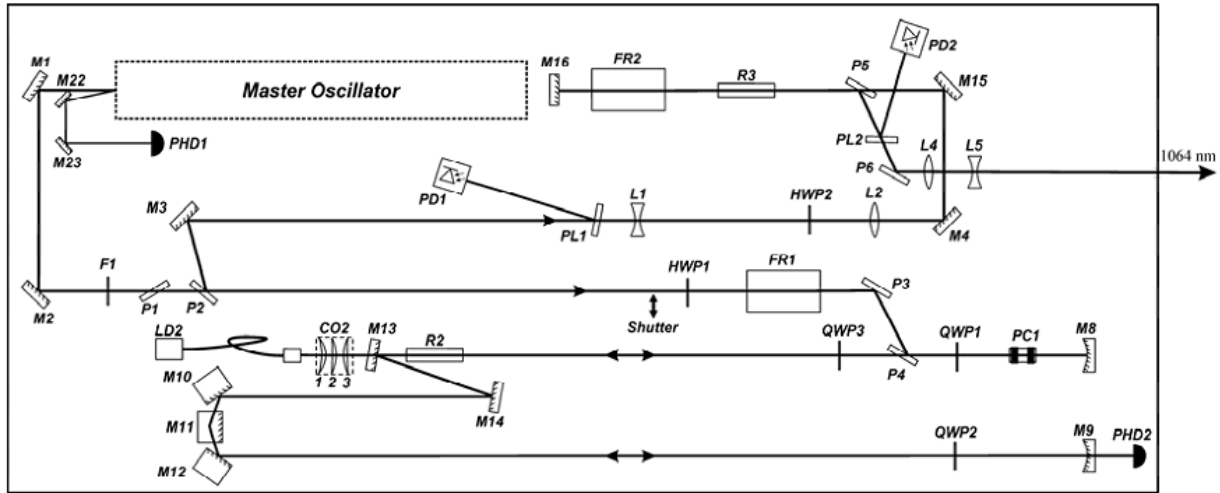 M1
M22
Master Oscillator
M23
PHD1
M16
FR2
R3
P5
PD2
M15
PL2
P6
L4
L5
1064 nm
PD1
M3
PL1
L1
HWP2
L2
M4
M2
F1
P1
P2
HWP1
Shutter
FR1
P3
LD2
CO2
1 2 3
M13
R2
QWP3
P4
QWP1
PC1
M8
M10
M14
M11
M12
QWP2
M9
PHD2